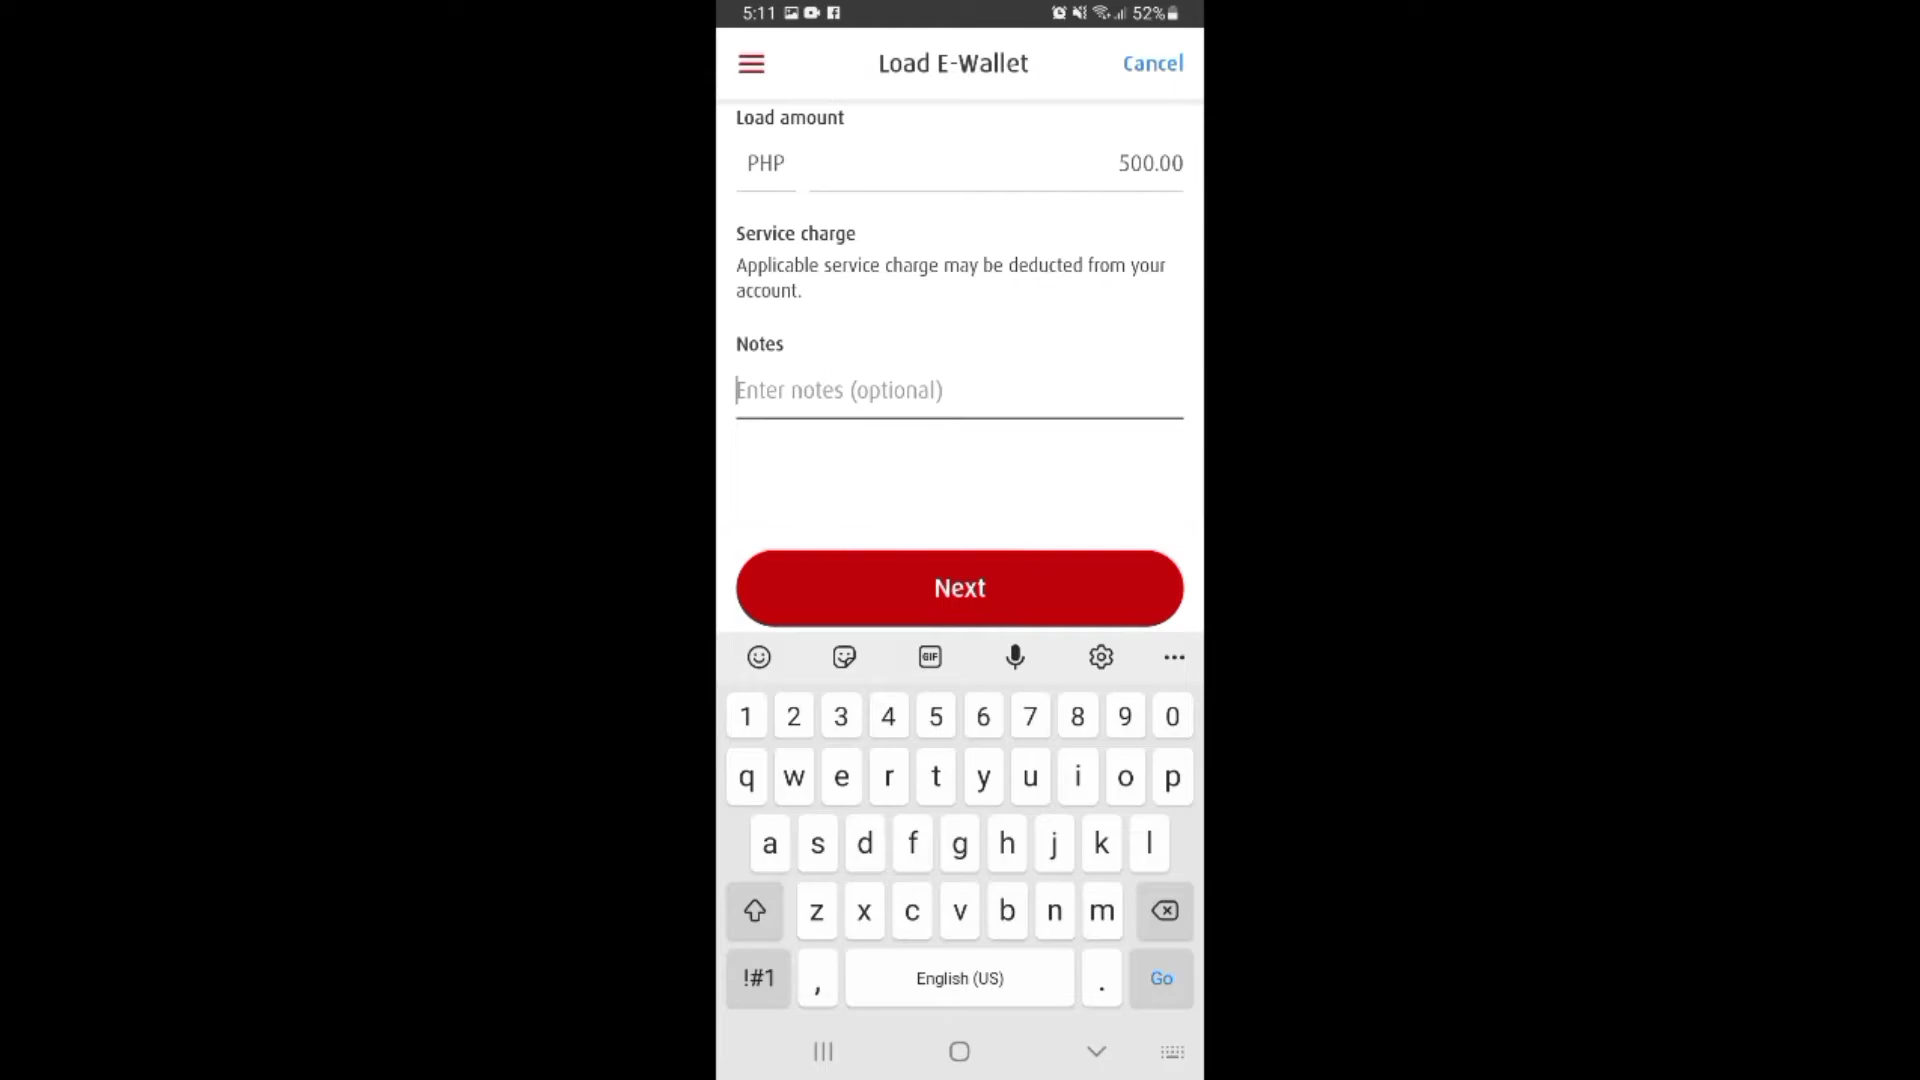 5:11 52%
Load E-Wallet Cancel
Load amount
PHP 500.00
Service charge
Applicable service charge may be deducted from your
account.
Notes
Enter notes (optional)
Next
GIF
1 2 3 4 5 6 7 8 9 0
q w e r t y u i o p
a s d f g h j k l
z x c v b n m
!#1 , English (US) . Go